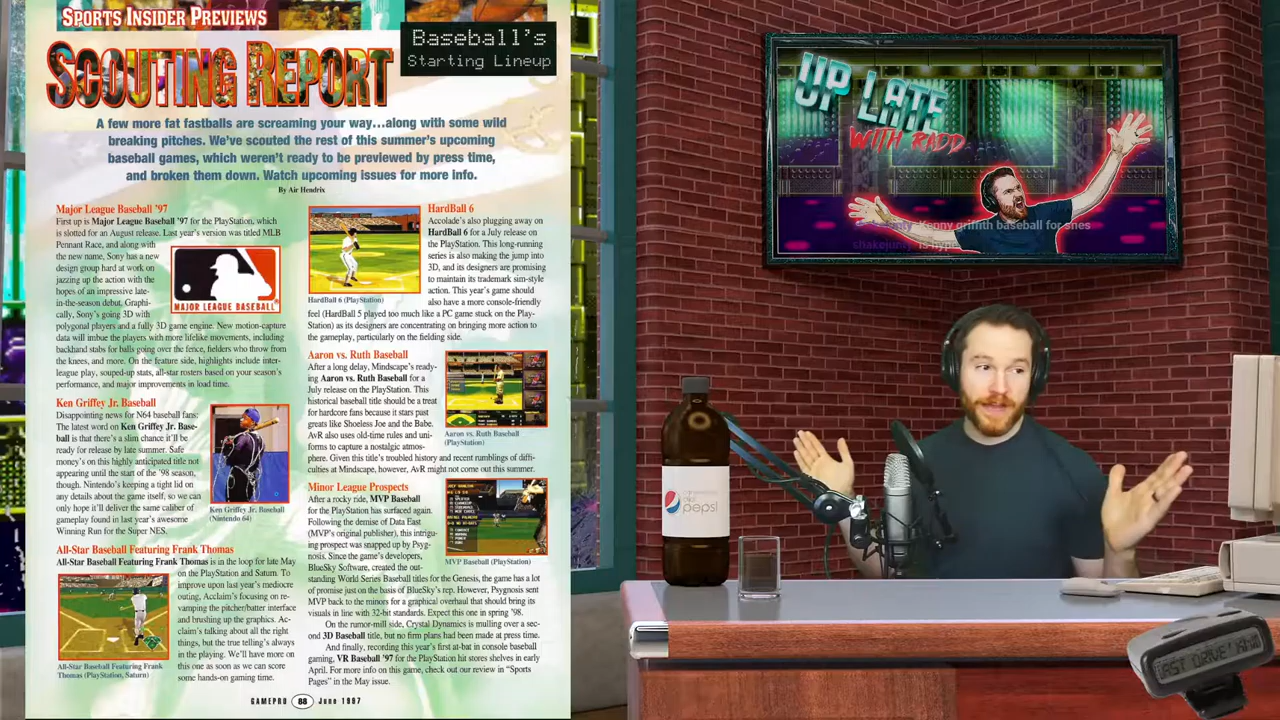 SPORTS INSIDER PREVIEWS
SCOUTING REPORT
Baseball's
Starting Lineup
A few more fat fastballs are screaming your way...along with some wild
breaking pitches. We've scouted the rest of this summer's upcoming
baseball games, which weren't ready to be previewed by press time,
and broken them down. Watch upcoming issues for more info.
By Air Hendrix
Major League Baseball '97
First up is Major League Baseball '97 for the PlayStation, which
is slotted for an August release. Last year's version was titled MLB
Pennant Race, and along with
the new name, Sony has a new
design group hard at work on
jazzing up the action with the
hopes of an impressive late-
in-the-season debut. Graphi-
cally, Sony's going 3D with
polygonal players and a fully 3D game engine. New motion-capture
data will imbue the players with more lifelike movements, including
backhand stabs for balls going over the fence, fielders who throw from
the knees, and more. On the feature side, highlights include inter-
league play, souped-up stats, all-star rosters based on your season's
performance, and major improvements in load time.
MAJOR LEAGUE BASEBALL
Ken Griffey Jr. Baseball
Disappointing news for N64 baseball fans:
The latest word on Ken Griffey Jr. Base-
ball is that there's a slim chance it'll be
ready for release by late summer. Safe
money's on this highly anticipated title not
appearing until the start of the '98 season,
though. Nintendo's keeping a tight lid on
any details about the game itself, so we can
only hope it'll deliver the same caliber of
gameplay found in last year's awesome
Winning Run for the Super NES.
Ken Griffey Jr. Baseball
(Nintendo 64)
All-Star Baseball Featuring Frank Thomas
All-Star Baseball Featuring Frank Thomas is in the loop for late May
on the PlayStation and Saturn. To
improve upon last year's mediocre
outing, Acclaim's focusing on re-
vamping the pitcher/batter interface
and brushing up the graphics. Ac-
claim's talking about all the right
things, but the true telling's always
in the playing. We'll have more on
this one as soon as we can score
some hands-on gaming time.
All-Star Baseball Featuring Frank
Thomas (PlayStation, Saturn)
HardBall 6 (PlayStation)
HardBall 6
Accolade's also plugging away on
HardBall 6 for a July release on
the PlayStation. This long-running
series is also making the jump into
3D, and its designers are promising
to maintain its trademark sim-style
action. This year's game should
also have a more console-friendly
feel (HardBall 5 played too much like a PC game stuck on the Play-
Station) as its designers are concentrating on bringing more action to
the gameplay, particularly on the fielding side.
Aaron vs. Ruth Baseball
After a long delay, Mindscape's ready-
ing Aaron vs. Ruth Baseball for a
July release on the PlayStation. This
historical baseball title should be a treat
for hardcore fans because it stars past
greats like Shoeless Joe and the Babe.
AvR also uses old-time rules and uni-
forms to capture a nostalgic atmos-
phere. Given this title's troubled history and recent rumblings of diffi-
culties at Mindscape, however, AvR might not come out this summer.
Aaron vs. Ruth Baseball
(PlayStation)
Minor League Prospects
After a rocky ride, MVP Baseball
for the PlayStation has surfaced again.
Following the demise of Data East
(MVP's original publisher), this intrigu-
ing prospect was snapped up by Psyg-
nosis. Since the game's developers,
BlueSky Software, created the out-
standing World Series Baseball titles for the Genesis, the game has a lot
of promise just on the basis of BlueSky's rep. However, Psygnosis sent
MVP back to the minors for a graphical overhaul that should bring its
visuals in line with 32-bit standards. Expect this one in spring '98.
On the rumor-mill side, Crystal Dynamics is mulling over a sec-
ond 3D Baseball title, but no firm plans had been made at press time.
And finally, recording this year's first at-bat in console baseball
gaming, VR Baseball '97 for the PlayStation hit stores shelves in early
April. For more info on this game, check out our review in "Sports
Pages" in the May issue.
MVP Baseball (PlayStation)
GAMEPRO 88 June 1997
UP LATE
WITH RADD
griffith baseball for snes
shakejunty is hype
diet
pepsi